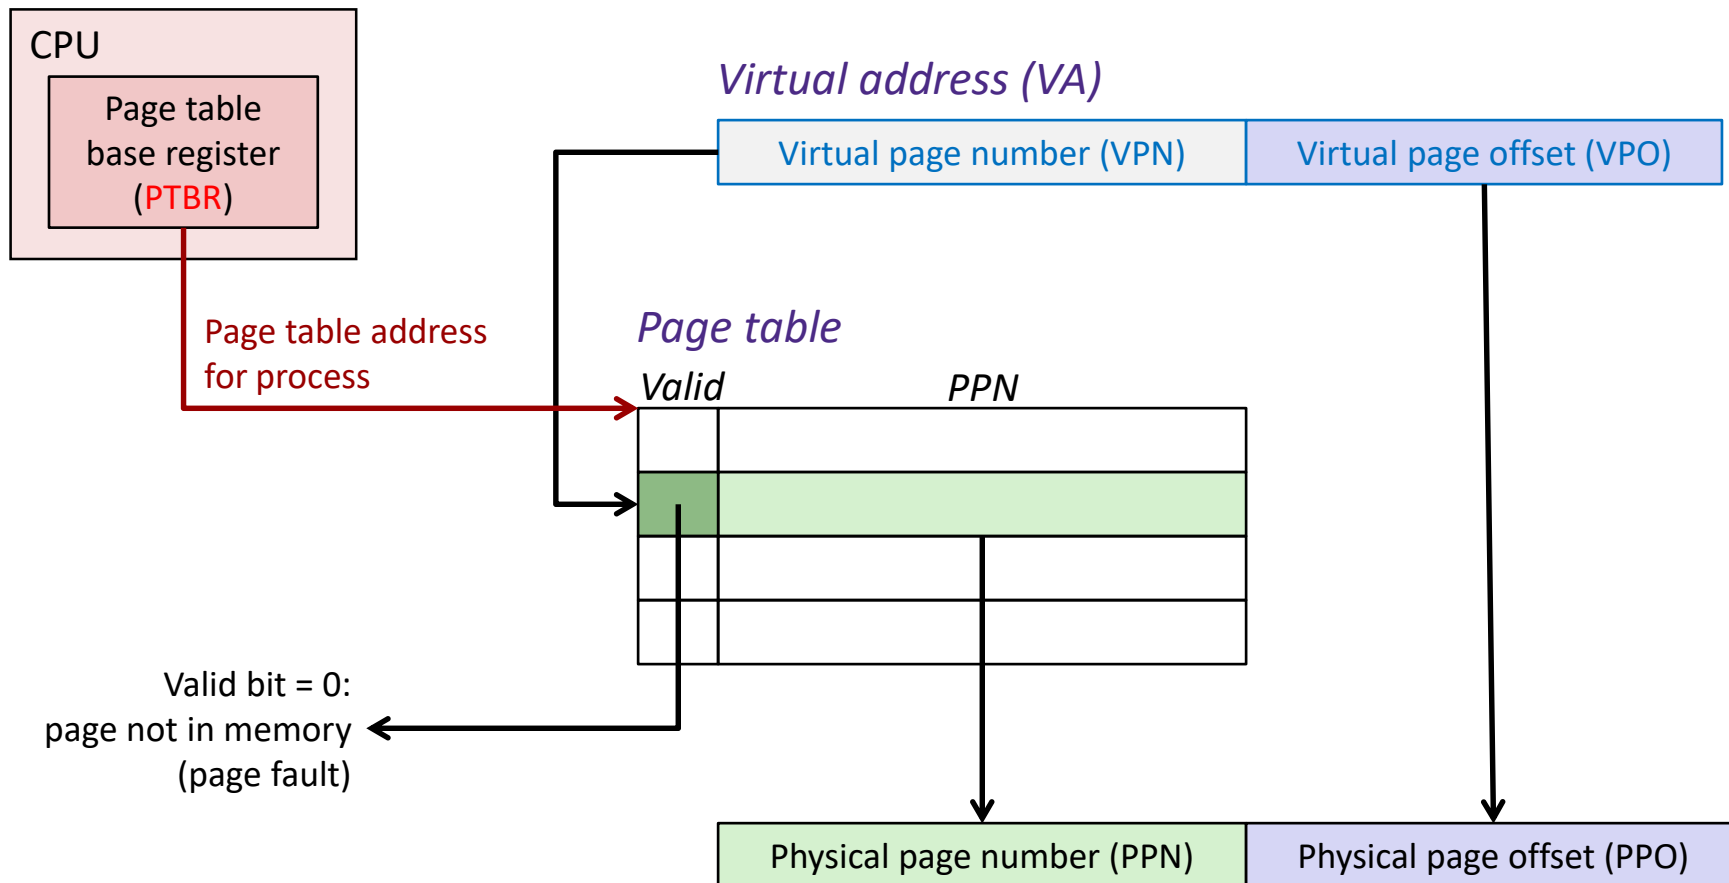 CPU
Page table
base register
(PTBR)
Virtual address (VA)
Virtual page number (VPN)
Virtual page offset (VPO)
Page table address
for process
Page table
Valid
PPN
Valid bit = 0:
page not in memory
(page fault)
Physical page number (PPN)
Physical page offset (PPO)